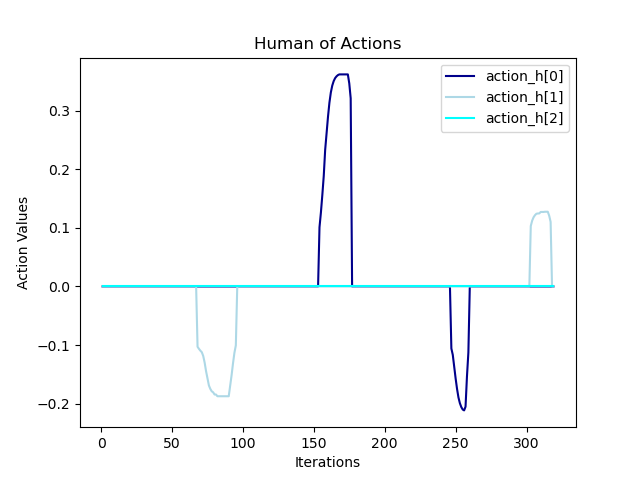 Human of Actions
action_h[0]
action_h[1]
action_h[2]
Action Values
0.3
0.2
0.1
0.0
−0.1
−0.2
0 50 100 150 200 250 300
Iterations